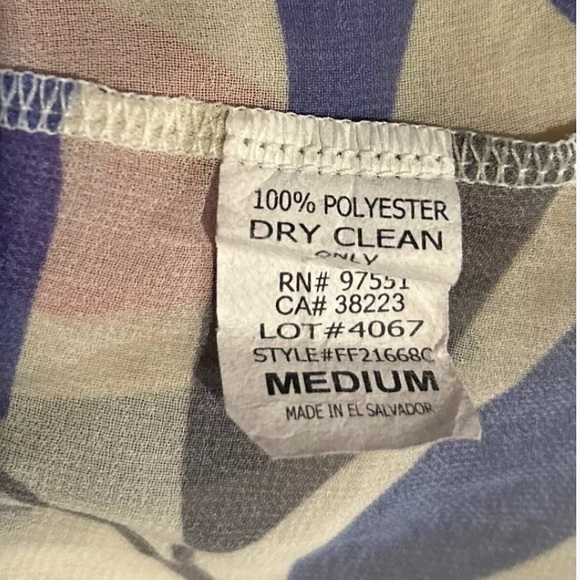 100% POLYESTER
DRY CLEAN
ONLY
RN# 97551
CA# 38223
LOT#4067
STYLE#FF21668C
MEDIUM
MADE IN EL SALVADOR